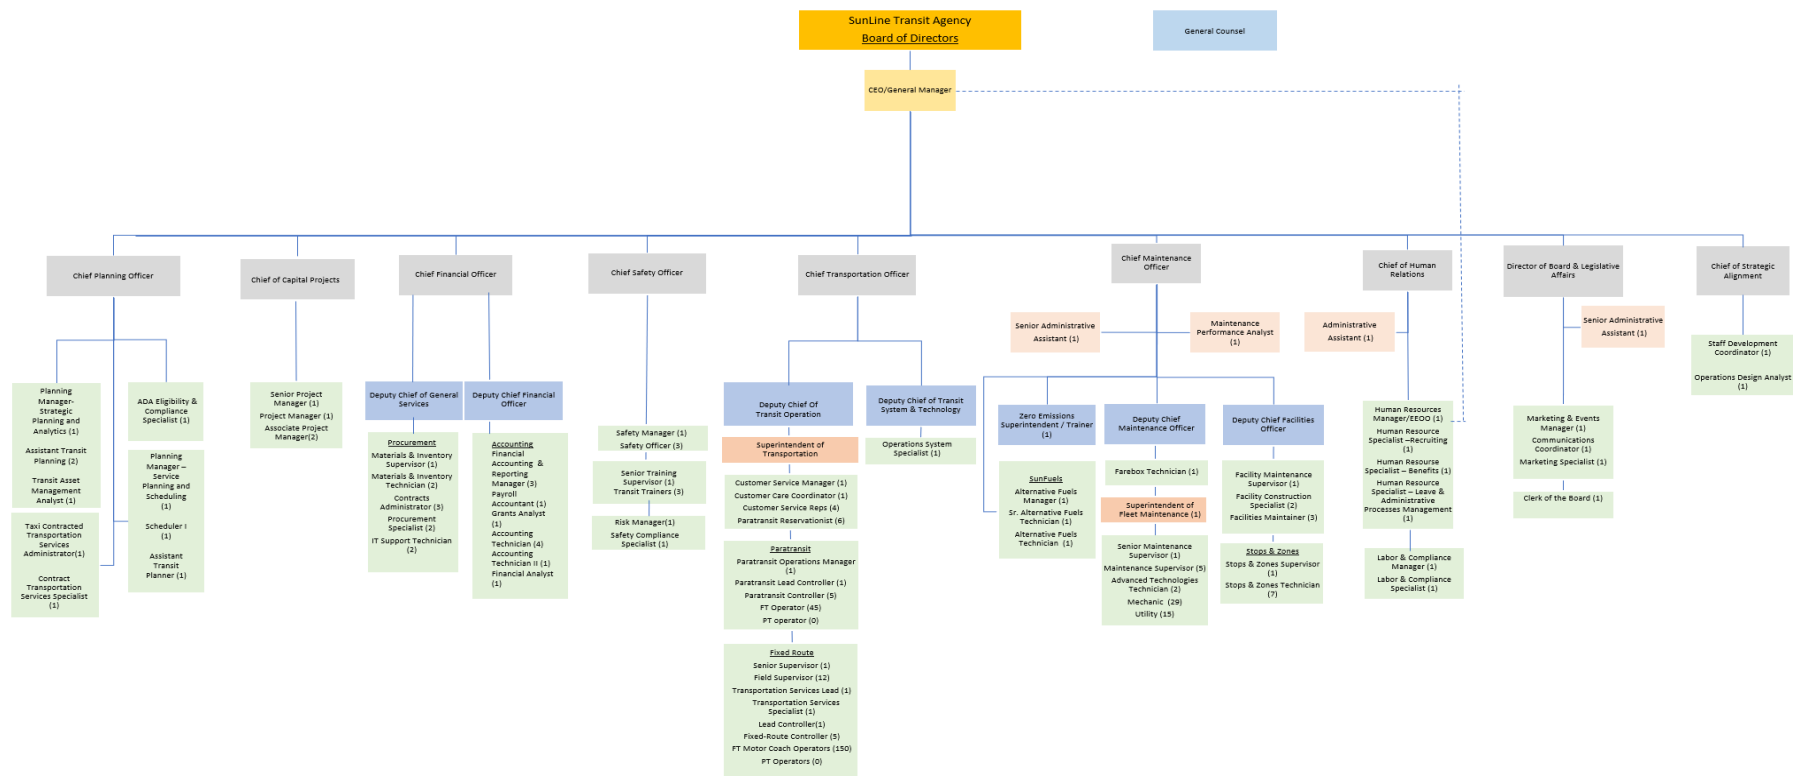 SunLine Transit Agency
Board of Directors
General Counsel
CEO/General Manager
Chief Planning Officer
Chief of Capital Projects
Chief Financial Officer
Chief Safety Officer
Chief Transportation Officer
Chief Maintenance
Officer
Chief of Human
Relations
Director of Board & Legislative
Affairs
Chief of Strategic
Alignment
Planning
Manager-
Strategic
Planning and
Analytics (1)
Assistant Transit
Planning (2)
Transit Asset
Management
Analyst (1)
Taxi Contracted
Transportation
Services
Administrator(1)
Contract
Transportation
Services Specialist
(1)
ADA Eligibility &
Compliance
Specialist (1)
Planning
Manager –
Service
Planning and
Scheduling
(1)
Scheduler I
(1)
Assistant
Transit
Planner (1)
Senior Project
Manager (1)
Project Manager (1)
Associate Project
Manager(2)
Deputy Chief of General
Services
Procurement
Materials & Inventory
Supervisor (1)
Materials & Inventory
Technician (2)
Contracts
Administrator (3)
Procurement
Specialist (2)
IT Support Technician
(2)
Deputy Chief Financial
Officer
Accounting
Financial
Accounting &
Reporting
Manager (3)
Payroll
Accountant (1)
Grants Analyst
(1)
Accounting
Technician (4)
Accounting
Technician II (1)
Financial Analyst
(1)
Safety Manager (1)
Safety Officer (3)
Senior Training
Supervisor (1)
Transit Trainers (3)
Risk Manager(1)
Safety Compliance
Specialist (1)
Deputy Chief Of
Transit Operation
Superintendent of
Transportation
Customer Service Manager (1)
Customer Care Coordinator (1)
Customer Service Reps (4)
Paratransit Reservationist (6)
Paratransit
Paratransit Operations Manager
(1)
Paratransit Lead Controller (1)
Paratransit Controller (5)
FT Operator (45)
PT operator (0)
Fixed Route
Senior Supervisor (1)
Field Supervisor (12)
Transportation Services Lead (1)
Transportation Services
Specialist (1)
Lead Controller(1)
Fixed-Route Controller (5)
FT Motor Coach Operators (150)
PT Operators (0)
Deputy Chief of Transit
System & Technology
Operations System
Specialist (1)
Senior Administrative
Assistant (1)
Maintenance
Performance Analyst
(1)
Zero Emissions
Superintendent / Trainer
(1)
SunFuels
Alternative Fuels
Manager (1)
Sr. Alternative Fuels
Technician (1)
Alternative Fuels
Technician (1)
Deputy Chief
Maintenance Officer
Farebox Technician (1)
Superintendent of
Fleet Maintenance (1)
Senior Maintenance
Supervisor (1)
Maintenance Supervisor (5)
Advanced Technologies
Technician (2)
Mechanic (29)
Utility (15)
Deputy Chief Facilities
Officer
Facility Maintenance
Supervisor (1)
Facility Construction
Specialist (2)
Facilities Maintainer (3)
Stops & Zones
Stops & Zones Supervisor
(1)
Stops & Zones Technician
(7)
Administrative
Assistant (1)
Human Resources
Manager/EEOO (1)
Human Resource
Specialist –Recruiting
(1)
Human Resourse
Specialist – Benefits (1)
Human Resource
Specialist – Leave & Administrative
Processes Management
(1)
Labor & Compliance
Manager (1)
Labor & Compliance
Specialist (1)
Senior Administrative
Assistant (1)
Marketing & Events
Manager (1)
Communications
Coordinator (1)
Marketing Specialist (1)
Clerk of the Board (1)
Staff Development
Coordinator (1)
Operations Design Analyst
(1)